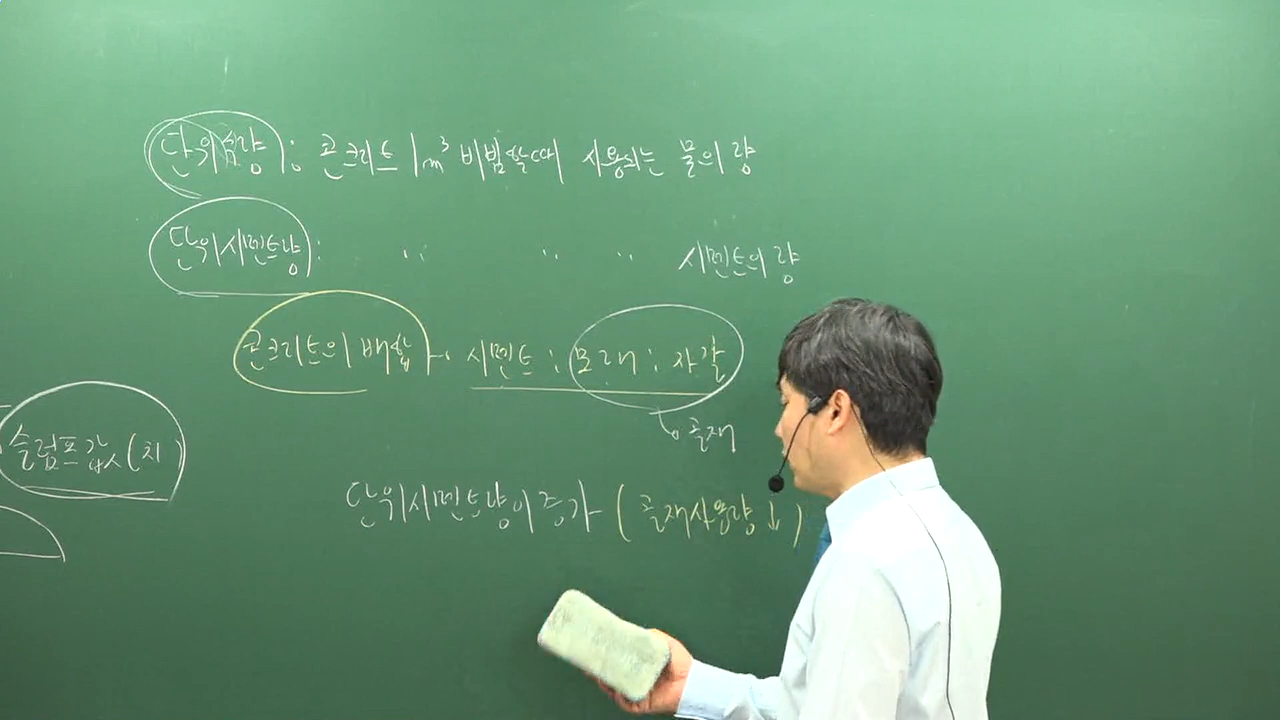 단위수량 : 콘크리트 1m³ 비빔할때 사용되는 물의 량
단위시멘트량 : 〃 〃 〃 시멘트의 량
콘크리트의 배합 → 시멘트 : 모래 : 자갈
↳ 골재
슬럼프값(치
단위시멘트량이 증가 (골재사용량↓)